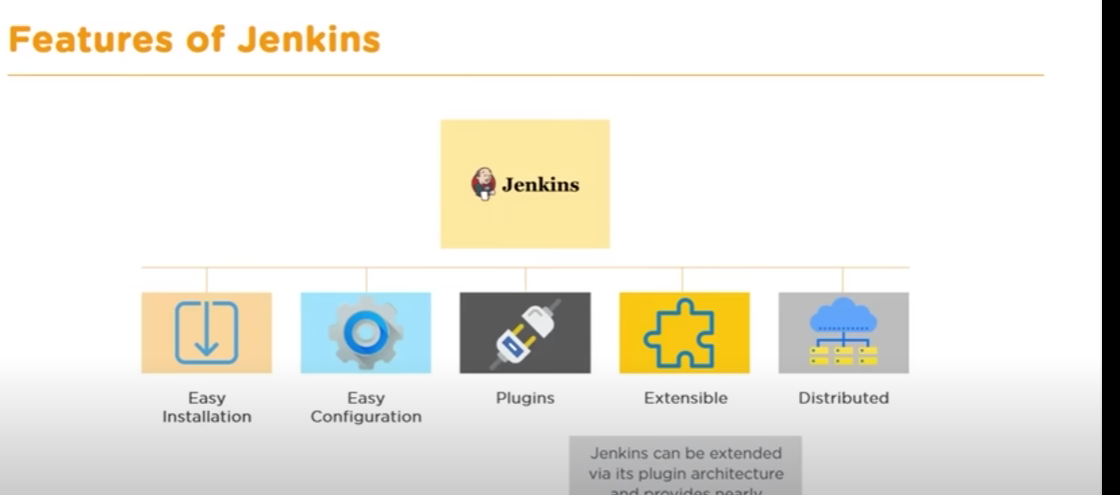 Features of Jenkins
Jenkins
Easy
Installation
Easy
Configuration
Plugins
Extensible
Distributed
Jenkins can be extended
via its plugin architecture
and provides nearly